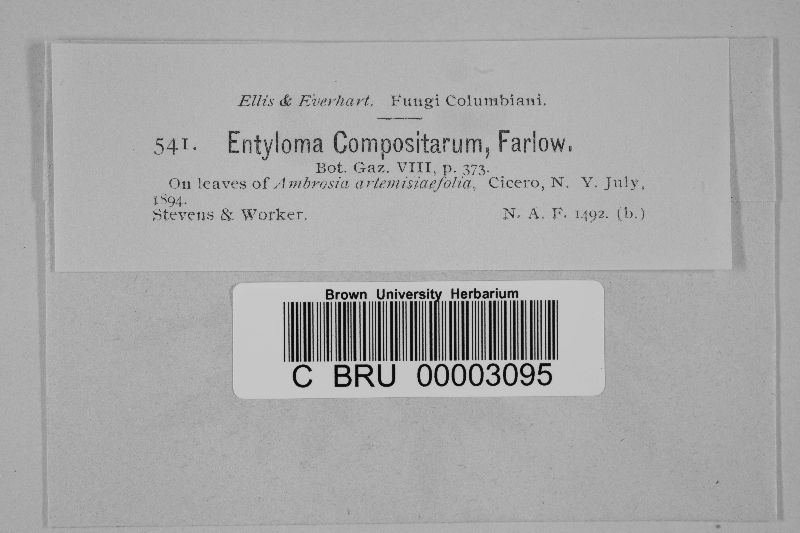 Ellis & Everhart. Fungi Columbiani.
541. Entyloma Compositarum, Farlow.
Bot. Gaz. VIII, p. 373.
On leaves of Ambrosia artemisiaefolia, Cicero, N. Y. July,
1894.
Stevens & Worker. N. A. F. 1492. (b.)
Brown University Herbarium
C BRU 00003095